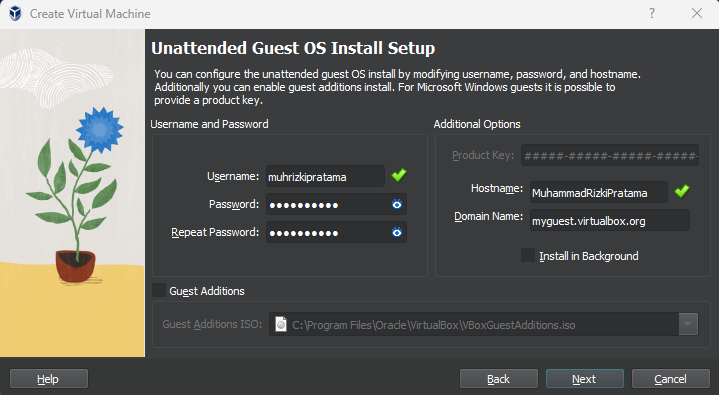 Create Virtual Machine
?
Unattended Guest OS Install Setup
You can configure the unattended guest OS install by modifying username, password, and hostname.
Additionally you can enable guest additions install. For Microsoft Windows guests it is possible to
provide a product key.
Username and Password
Username: muhrizkipratama
Password: ●●●●●●●●●●
Repeat Password: ●●●●●●●●●●
Additional Options
Product Key: #####-#####-#####-#####-
Hostname: MuhammadRizkiPratama
Domain Name: myguest.virtualbox.org
Install in Background
Guest Additions
Guest Additions ISO: C:\Program Files\Oracle\VirtualBox\VBoxGuestAdditions.iso
Help
Back
Next
Cancel